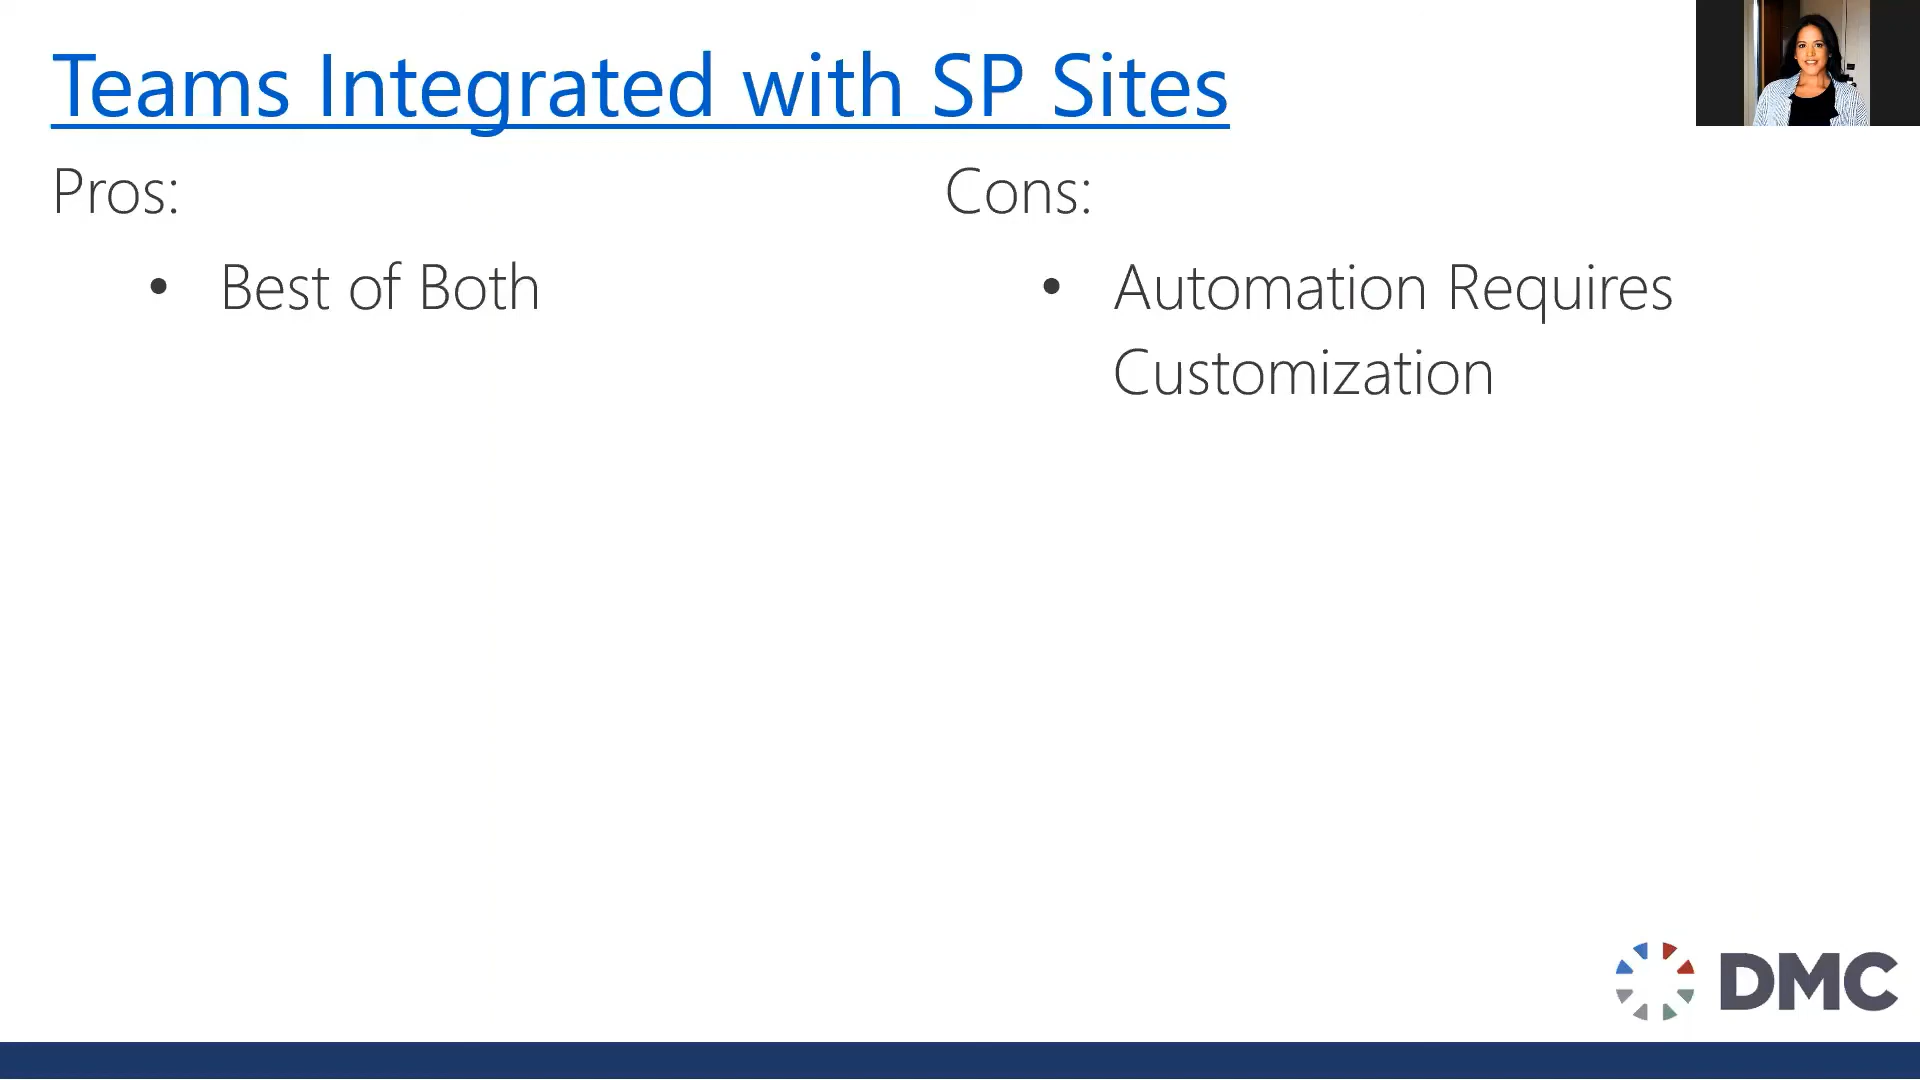 Teams Integrated with SP Sites
Pros:
• Best of Both
Cons:
• Automation Requires
Customization
DMC